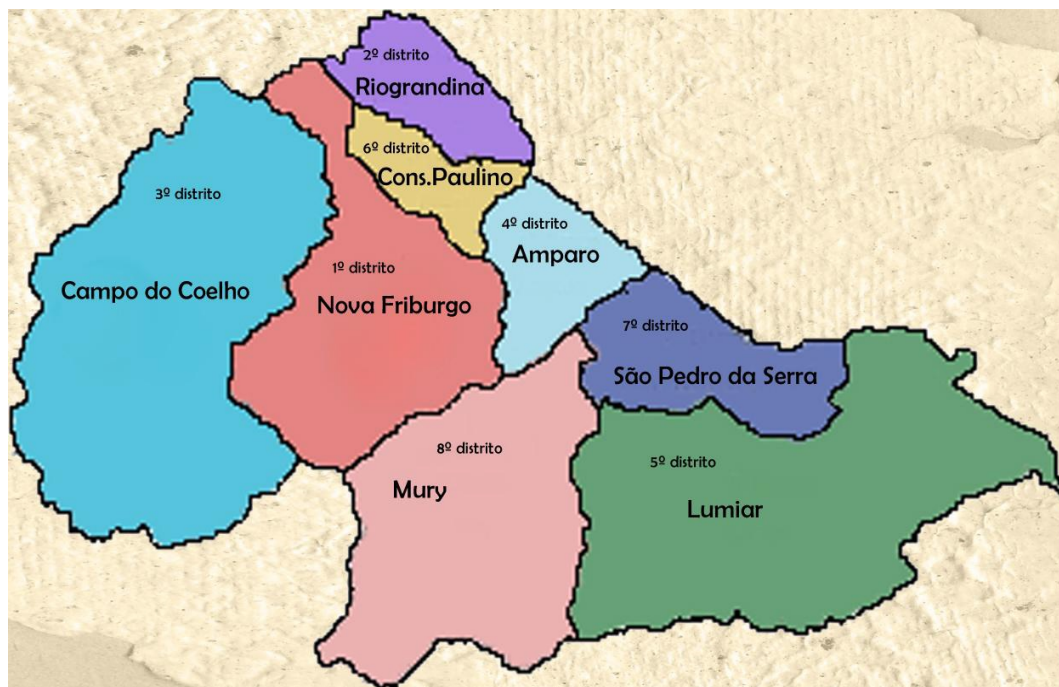 2º distrito
Riograndina
6º distrito
Cons.Paulino
3º distrito
Campo do Coelho
4º distrito
Amparo
1º distrito
Nova Friburgo
7º distrito
São Pedro da Serra
8º distrito
Mury
5º distrito
Lumiar